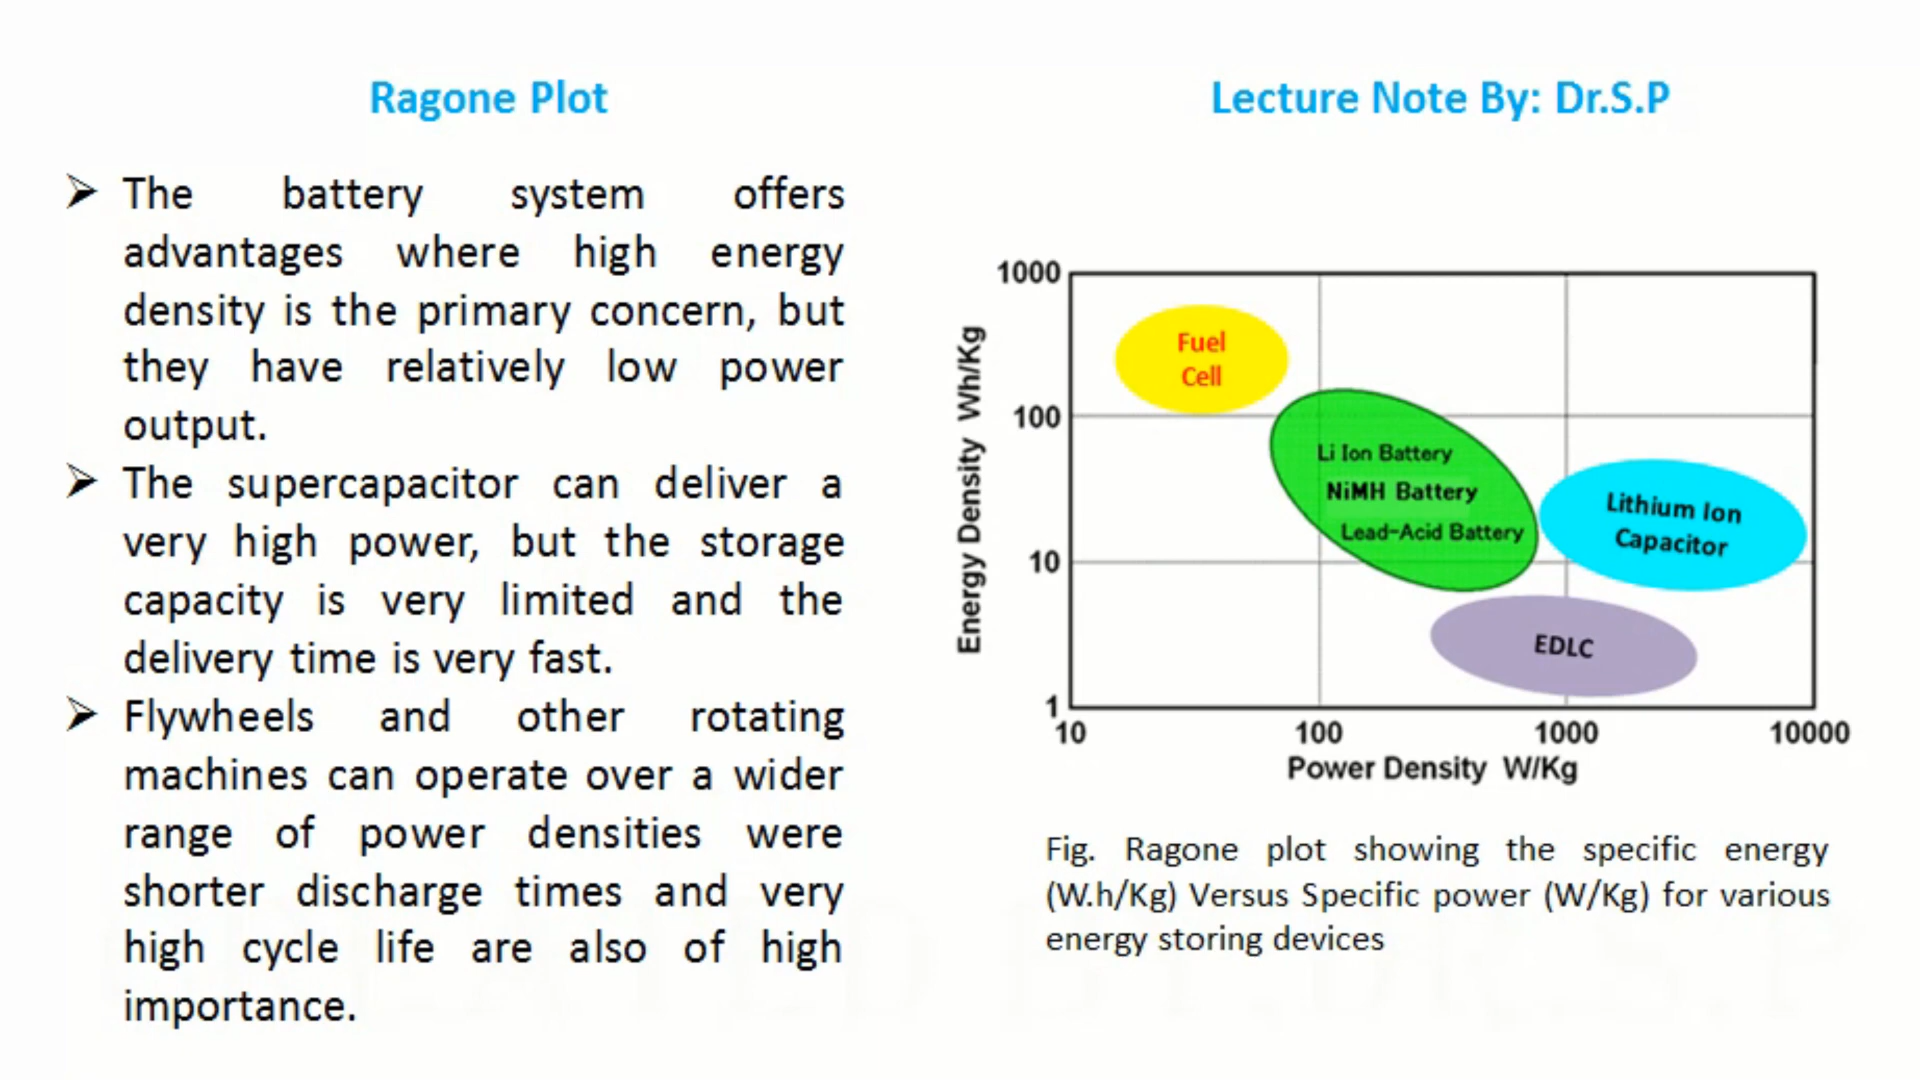 Ragone Plot
Lecture Note By: Dr.S.P
➢ The battery system offers
advantages where high energy
density is the primary concern, but
they have relatively low power
output.
➢ The supercapacitor can deliver a
very high power, but the storage
capacity is very limited and the
delivery time is very fast.
➢ Flywheels and other rotating
machines can operate over a wider
range of power densities were
shorter discharge times and very
high cycle life are also of high
importance.
Energy Density Wh/Kg
1000
100
10
1
Fuel
Cell
Li Ion Battery
NiMH Battery
Lead-Acid Battery
Lithium Ion
Capacitor
EDLC
10 100 1000 10000
Power Density W/Kg
Fig. Ragone plot showing the specific energy
(W.h/Kg) Versus Specific power (W/Kg) for various
energy storing devices